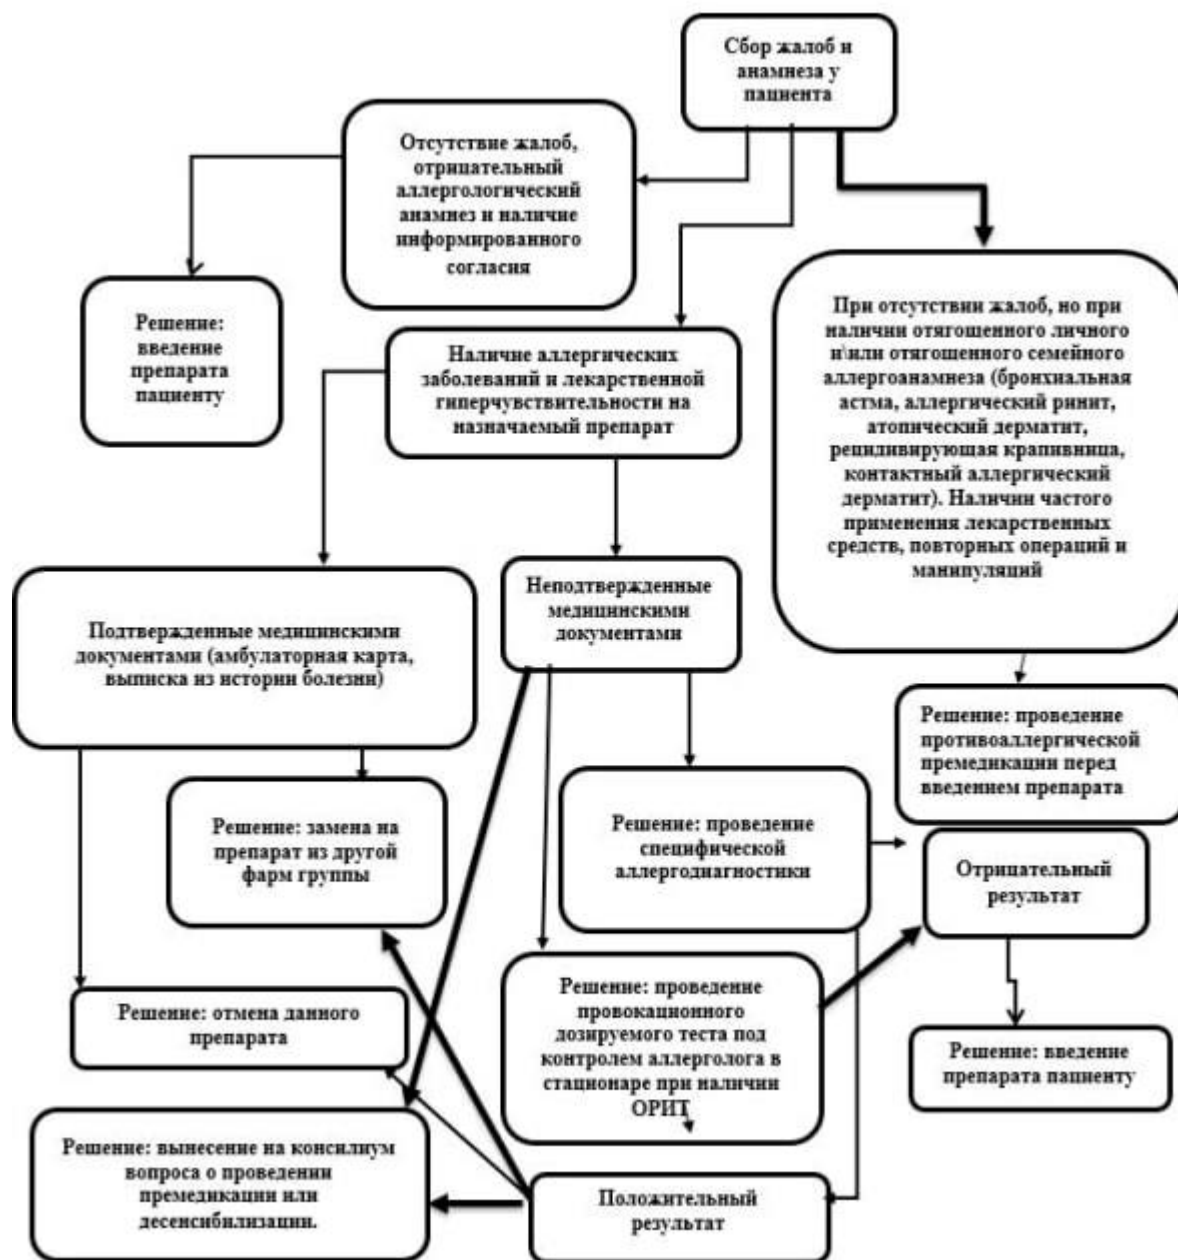 Сбор жалоб и
анамнеза у
пациента
Отсутствие жалоб,
отрицательный
аллергологический
анамнез и наличие
информированного
согласия
Решение:
введение
препарата
пациенту
Наличие аллергических
заболеваний и лекарственной
гиперчувствительности на
назначаемый препарат
При отсутствии жалоб, но при
наличии отягощенного личного
и\или отягощенного семейного
аллергоанамнеза (бронхиальная
астма, аллергический ринит,
атопический дерматит,
рецидивирующая крапивница,
контактный аллергический
дерматит). Наличии частого
применения лекарственных
средств, повторных операций и
манипуляций
Подтвержденные медицинскими
документами (амбулаторная карта,
выписка из истории болезни)
Неподтвержденные
медицинскими
документами
Решение: проведение
противоаллергической
премедикации перед
введением препарата
Решение: замена на
препарат из другой
фарм группы
Решение: проведение
специфической
аллергодиагностики
Отрицательный
результат
Решение: отмена данного
препарата
Решение: проведение
провокационного
дозируемого теста под
контролем аллерголога в
стационаре при наличии
ОРИТ
Решение: введение
препарата пациенту
Решение: вынесение на консилиум
вопроса о проведении
премедикации или
десенсибилизации.
Положительный
результат